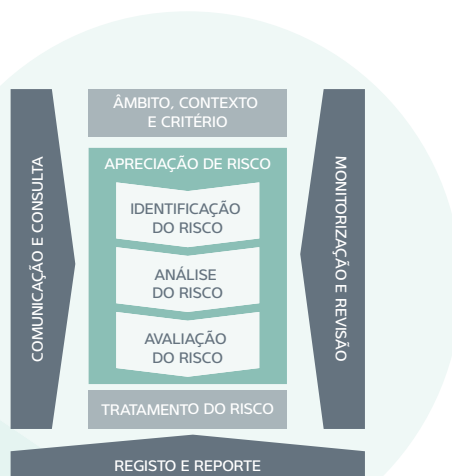 ÂMBITO, CONTEXTO
E CRITÉRIO
COMUNICAÇÃO E CONSULTA
APRECIAÇÃO DE RISCO
IDENTIFICAÇÃO
DO RISCO
ANÁLISE
DO RISCO
AVALIAÇÃO
DO RISCO
MONITORIZAÇÃO E REVISÃO
TRATAMENTO DO RISCO
REGISTO E REPORTE